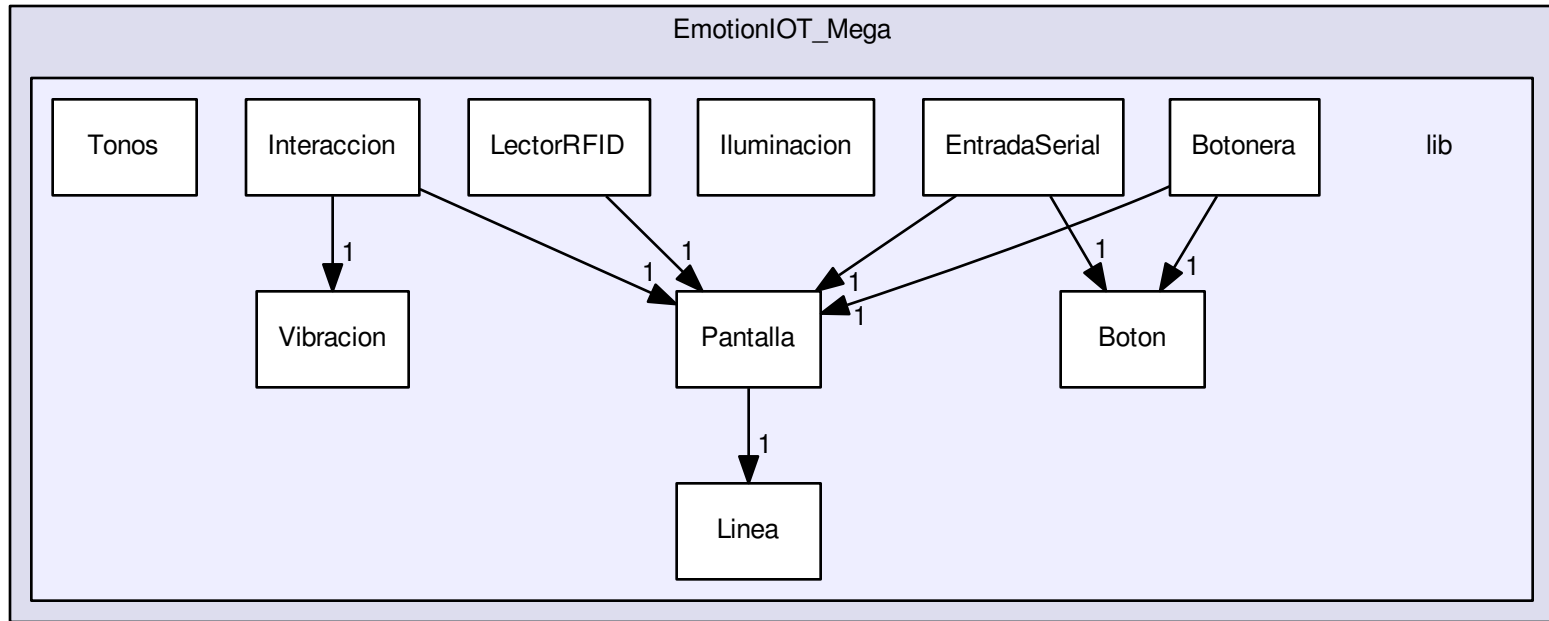 EmotionIOT_Mega
Tonos
Interaccion
LectorRFID
Iluminacion
EntradaSerial
Botonera
lib
1
1
1
1
1
1
1
Vibracion
Pantalla
Boton
1
Linea